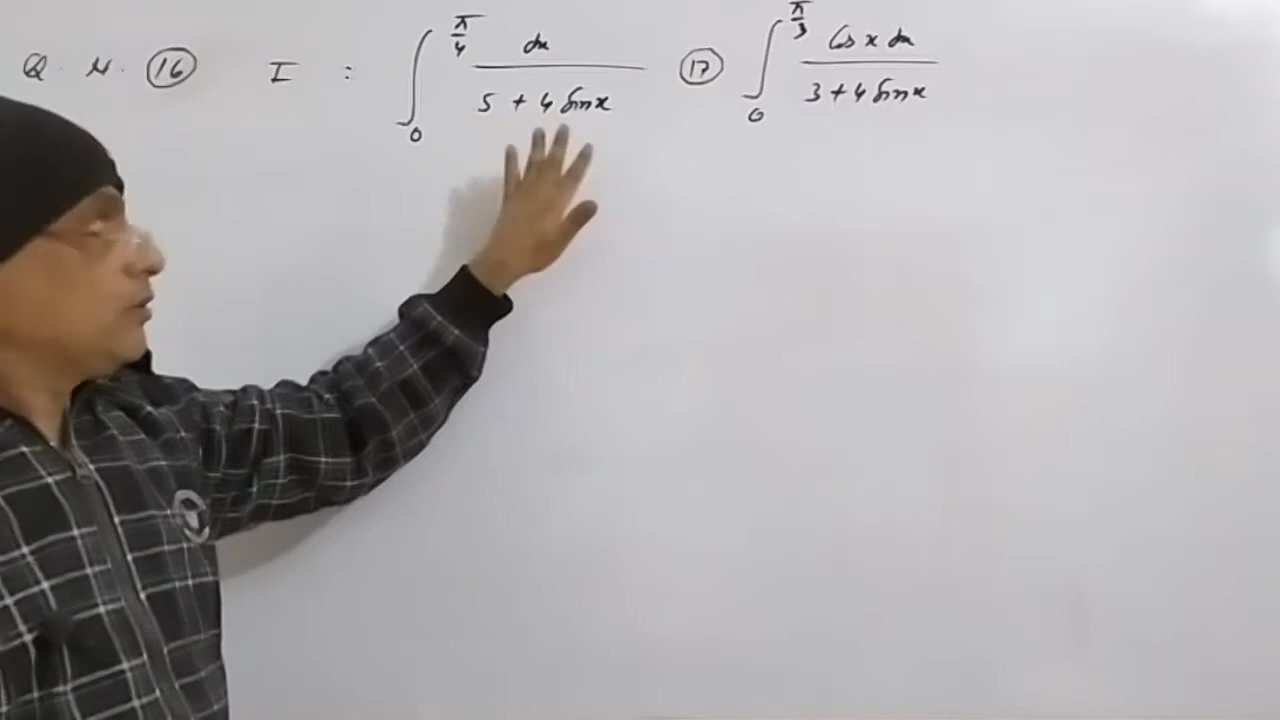 Q. N. 16 I : ∫₀^(π/4) dx / (5 + 4 Sin x) 17 ∫₀^(π/3) Cos x dx / (3 + 4 Sin x)